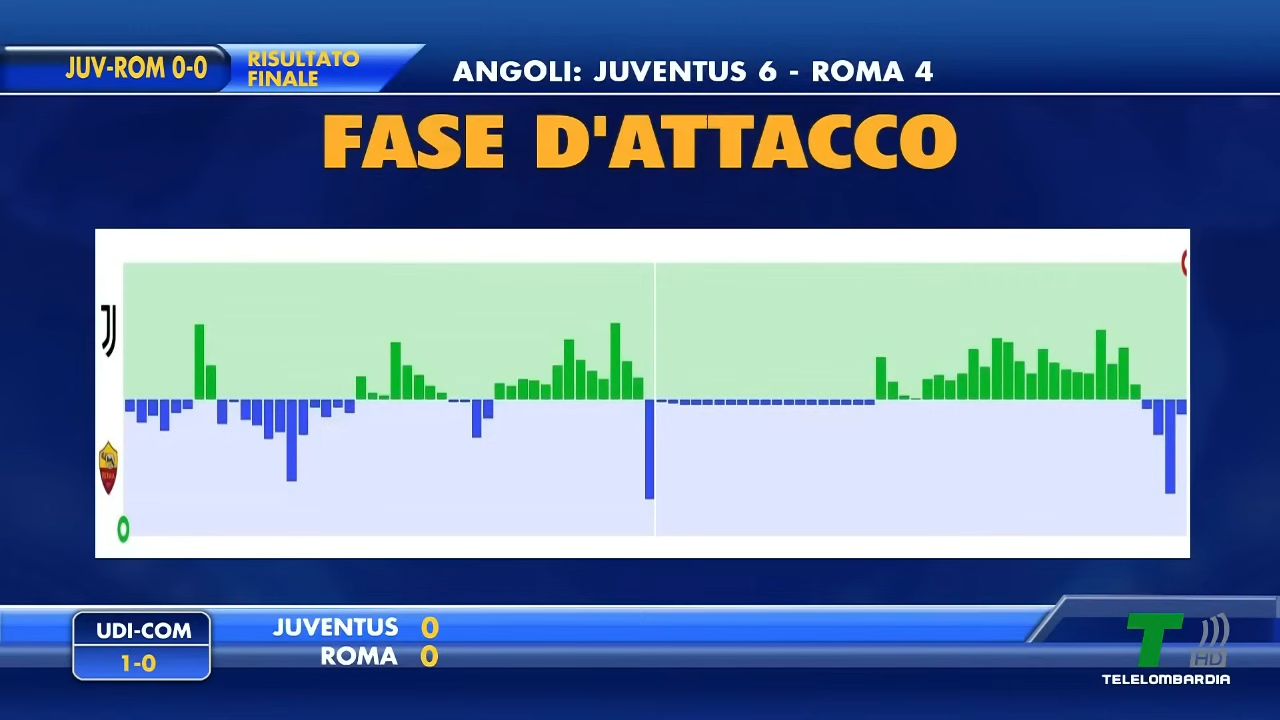 JUV-ROM 0-0
RISULTATO
FINALE
ANGOLI: JUVENTUS 6 - ROMA 4
FASE D'ATTACCO
UDI-COM
1-0
JUVENTUS 0
ROMA 0
T HD
TELELOMBARDIA